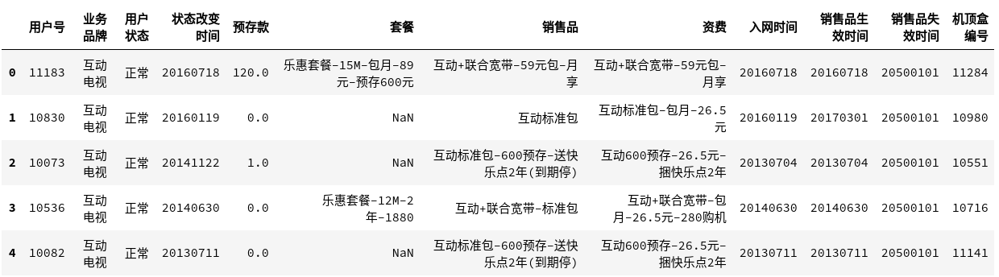 用户号 业务品牌 用户状态 状态改变时间 预存款 套餐 销售品 资费 入网时间 销售品生效时间 销售品失效时间 机顶盒编号
0 11183 互动电视 正常 20160718 120.0 乐惠套餐-15M-包月-89元-预存600元 互动+联合宽带-59元包-月享 互动+联合宽带-59元包-月享 20160718 20160718 20500101 11284
1 10830 互动电视 正常 20160119 0.0 NaN 互动标准包 互动标准包-包月-26.5元 20160119 20170301 20500101 10980
2 10073 互动电视 正常 20141122 1.0 NaN 互动标准包-600预存-送快乐点2年(到期停) 互动600预存-26.5元-捆快乐点2年 20130704 20130704 20500101 10551
3 10536 互动电视 正常 20140630 0.0 乐惠套餐-12M-2年-1880 互动+联合宽带-标准包 互动+联合宽带-包月-26.5元-280购机 20140630 20140630 20500101 10716
4 10082 互动电视 正常 20130711 0.0 NaN 互动标准包-600预存-送快乐点2年(到期停) 互动600预存-26.5元-捆快乐点2年 20130711 20130711 20500101 11141